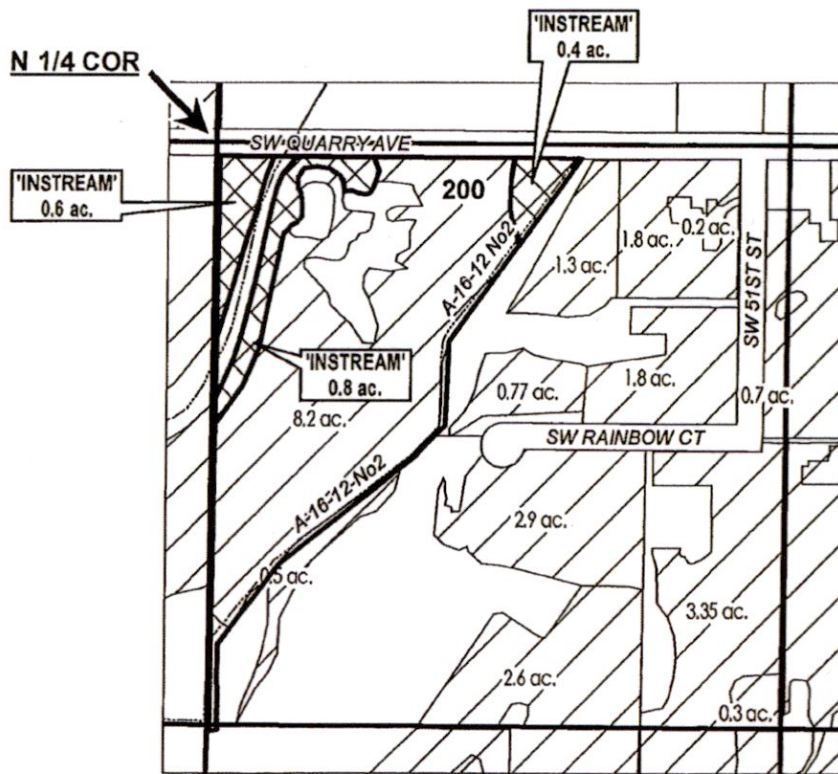 'INSTREAM'
0.4 ac.
N 1/4 COR
SW QUARRY AVE
'INSTREAM'
0.6 ac.
200
A-16-12 No2
1.3 ac.
1.8 ac.
0.2 ac.
SW 51ST ST
'INSTREAM'
0.8 ac.
8.2 ac.
0.77 ac.
1.8 ac.
0.7 ac.
SW RAINBOW CT
A-16-12-No2
2.9 ac.
0.5 ac.
3.35 ac.
2.6 ac.
0.3 ac.